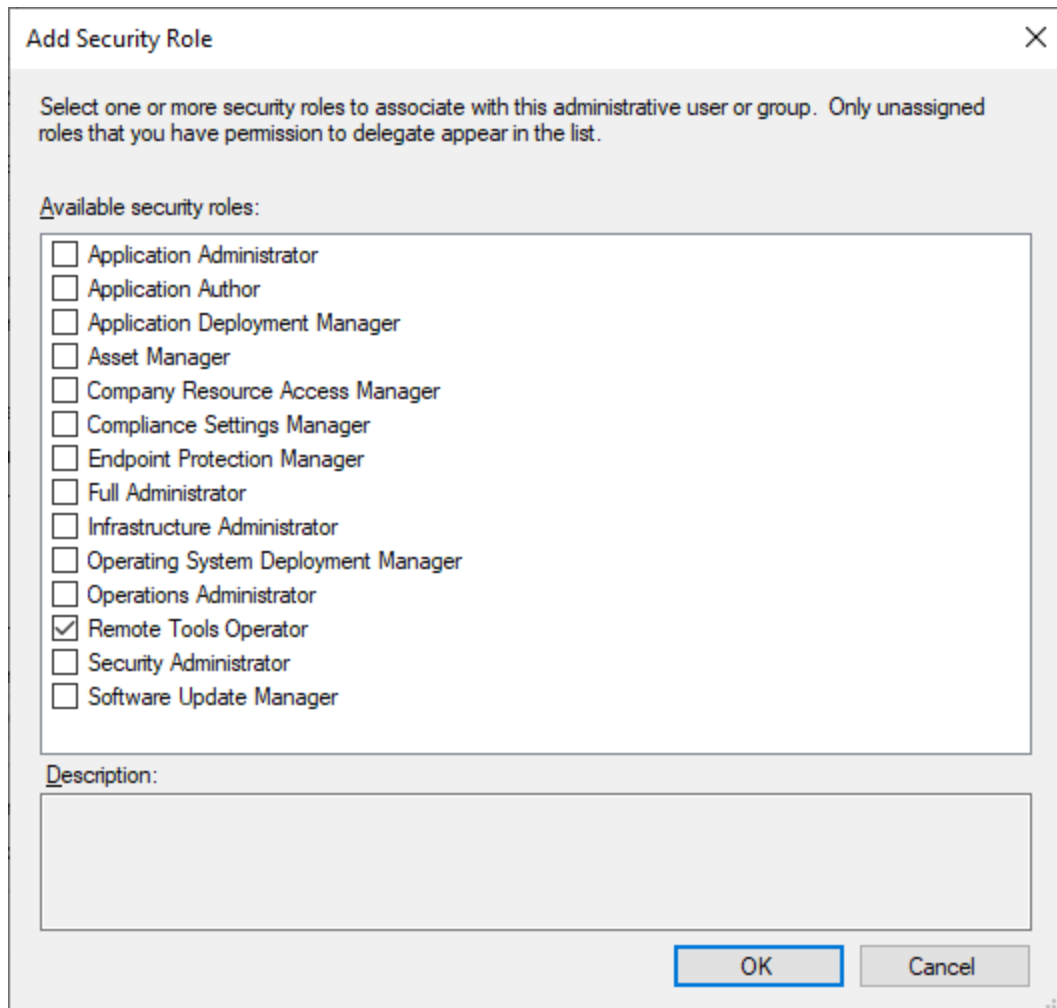 Add Security Role
Select one or more security roles to associate with this administrative user or group.  Only unassigned
roles that you have permission to delegate appear in the list.
Available security roles:
Application Administrator
Application Author
Application Deployment Manager
Asset Manager
Company Resource Access Manager
Compliance Settings Manager
Endpoint Protection Manager
Full Administrator
Infrastructure Administrator
Operating System Deployment Manager
Operations Administrator
Remote Tools Operator
Security Administrator
Software Update Manager
Description:
OK
Cancel